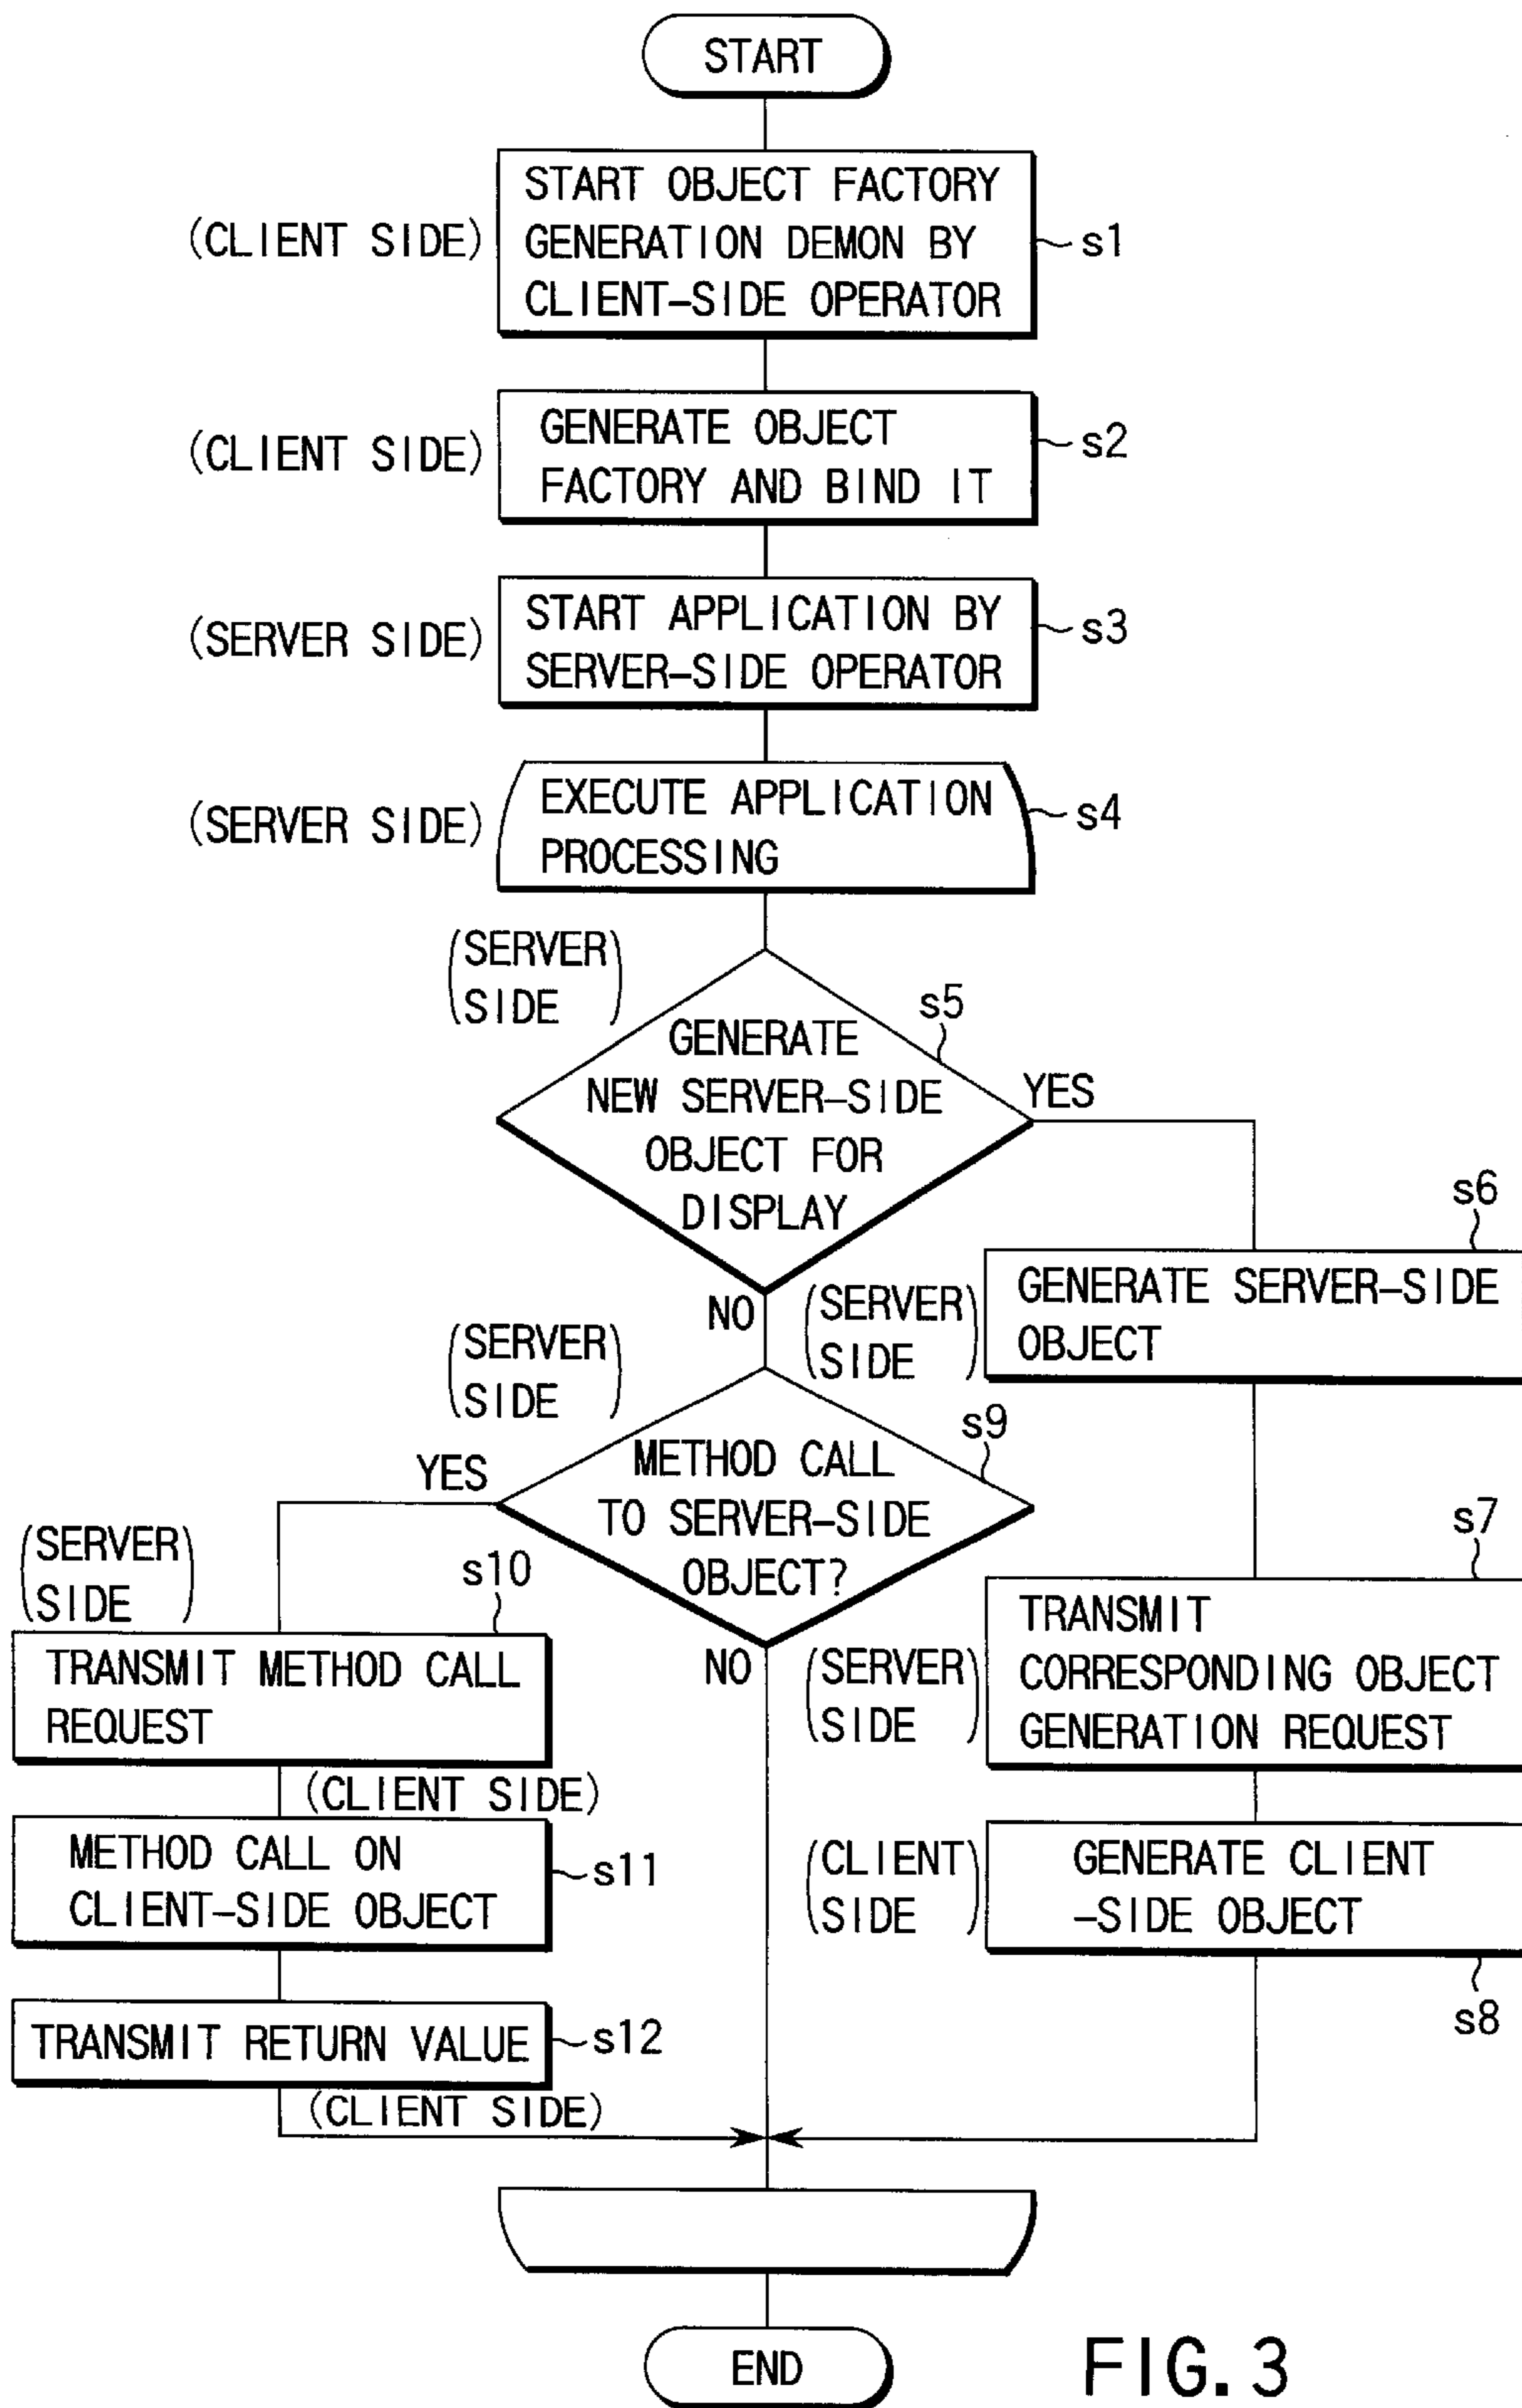 START
(CLIENT SIDE)
START OBJECT FACTORY
GENERATION DEMON BY
CLIENT-SIDE OPERATOR
s1
(CLIENT SIDE)
GENERATE OBJECT
FACTORY AND BIND IT
s2
(SERVER SIDE)
START APPLICATION BY
SERVER-SIDE OPERATOR
s3
(SERVER SIDE)
EXECUTE APPLICATION
PROCESSING
s4
(SERVER
SIDE)
s5
GENERATE
NEW SERVER-SIDE
OBJECT FOR
DISPLAY
YES
NO
s6
(SERVER
SIDE)
GENERATE SERVER-SIDE
OBJECT
s7
(SERVER
SIDE)
TRANSMIT
CORRESPONDING OBJECT
GENERATION REQUEST
(CLIENT
SIDE)
GENERATE CLIENT
-SIDE OBJECT
s8
(SERVER
SIDE)
s9
METHOD CALL
TO SERVER-SIDE
OBJECT?
YES
NO
(SERVER
SIDE)
s10
TRANSMIT METHOD CALL
REQUEST
(CLIENT SIDE)
METHOD CALL ON
CLIENT-SIDE OBJECT
s11
TRANSMIT RETURN VALUE
s12
(CLIENT SIDE)
END
FIG. 3